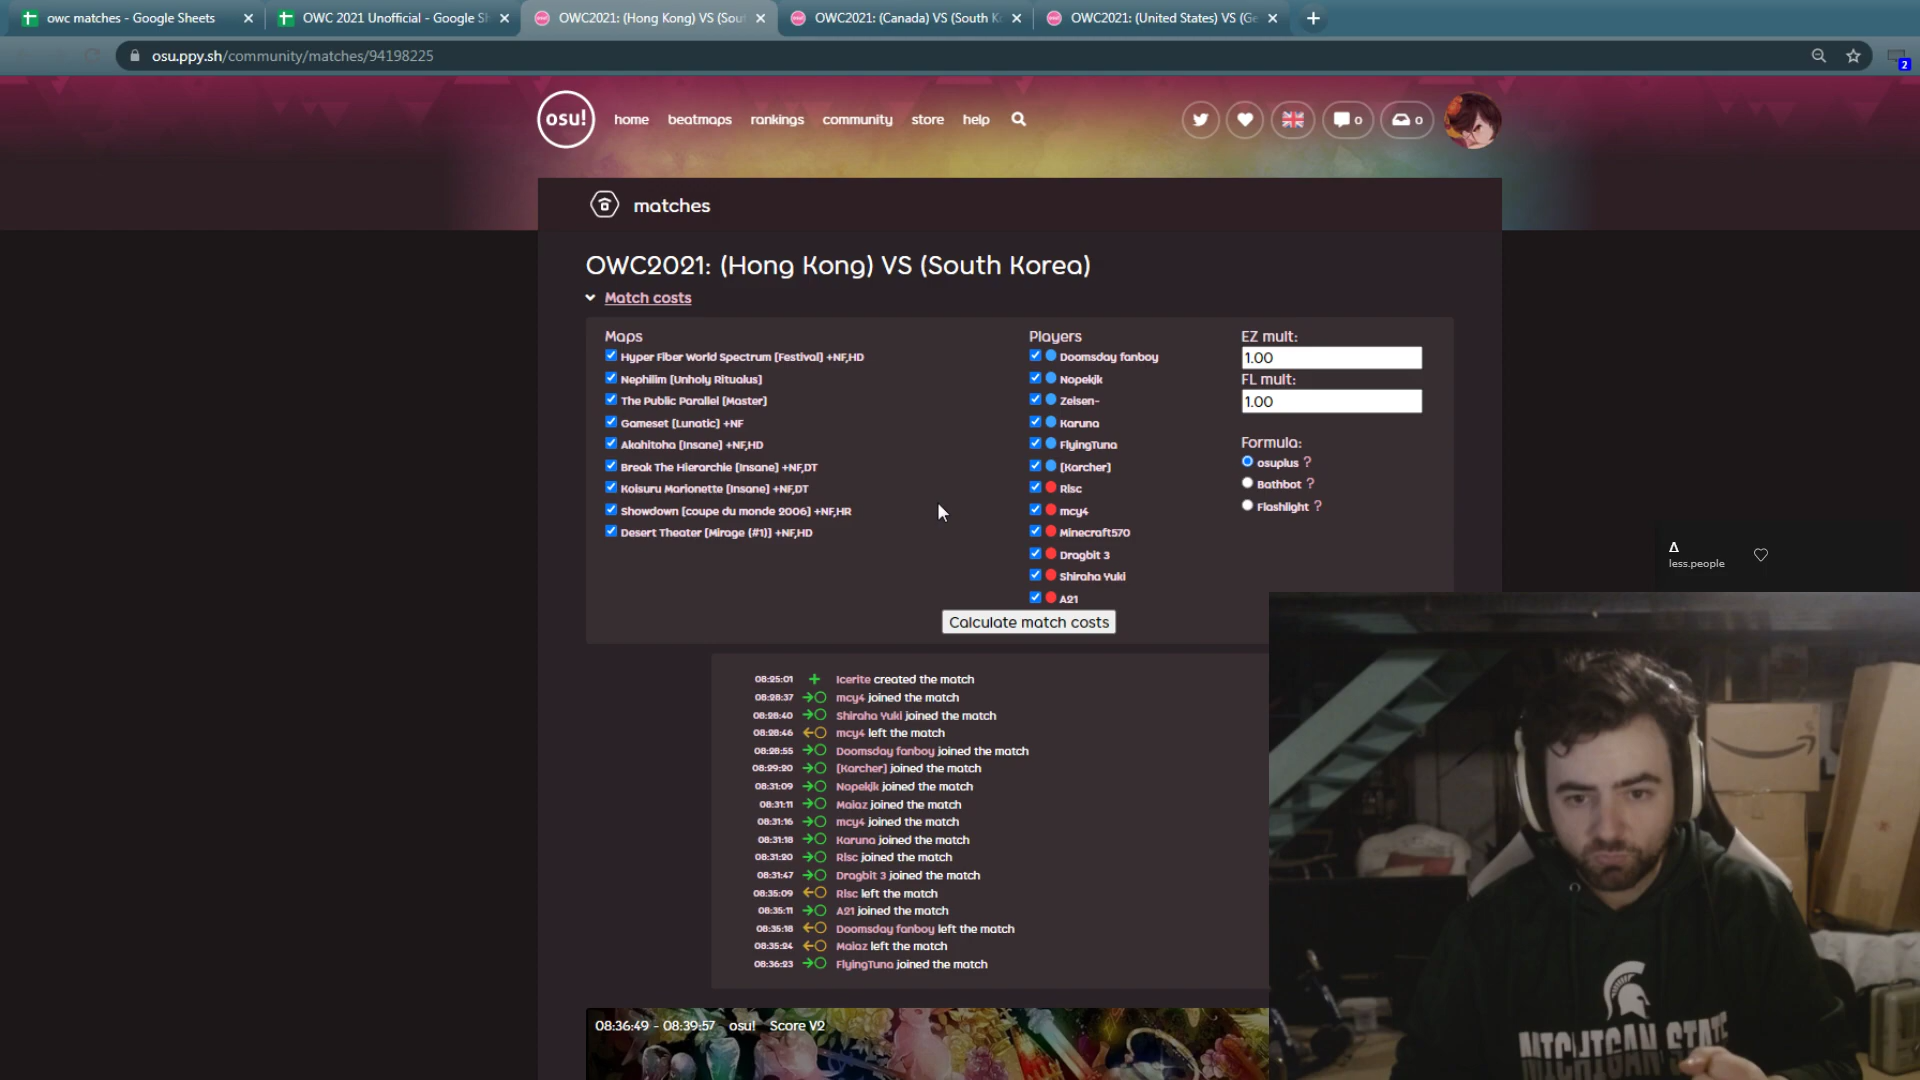 owc matches - Google Sheets
OWC 2021 Unofficial - Google Sh
OWC2021: (Hong Kong) VS (Sout
OWC2021: (Canada) VS (South Ko
OWC2021: (United States) VS (Ge
osu.ppy.sh/community/matches/94198225
2
osu!
home
beatmaps
rankings
community
store
help
0
0
matches
OWC2021: (Hong Kong) VS (South Korea)
Match costs
Maps
Hyper Fiber World Spectrum [Festival] +NF,HD
Nephilim [Unholy Ritualus]
The Public Parallel [Master]
Gameset [Lunatic] +NF
Akahitoha [Insane] +NF,HD
Break The Hierarchie [Insane] +NF,DT
Koisuru Marionette [Insane] +NF,DT
Showdown [coupe du monde 2006] +NF,HR
Desert Theater [Mirage (#1)] +NF,HD
Players
Doomsday fanboy
Nopekjk
Zeisen-
Karuna
FlyingTuna
[Karcher]
Risc
mcy4
Minecraft570
Dragbit 3
Shiraha Yuki
A21
EZ mult:
1.00
FL mult:
1.00
Formula:
osuplus ?
Bathbot ?
Flashlight ?
Calculate match costs
08:25:01 Icerite created the match
08:28:37 mcy4 joined the match
08:28:40 Shiraha Yuki joined the match
08:28:46 mcy4 left the match
08:28:55 Doomsday fanboy joined the match
08:29:20 [Karcher] joined the match
08:31:09 Nopekjk joined the match
08:31:11 Maiaz joined the match
08:31:16 mcy4 joined the match
08:31:18 Karuna joined the match
08:31:20 Risc joined the match
08:31:47 Dragbit 3 joined the match
08:35:09 Risc left the match
08:35:11 A21 joined the match
08:35:18 Doomsday fanboy left the match
08:35:24 Maiaz left the match
08:36:23 FlyingTuna joined the match
08:36:49 - 08:39:57 osu! Score V2
Δ
less.people
MICHIGAN STATE